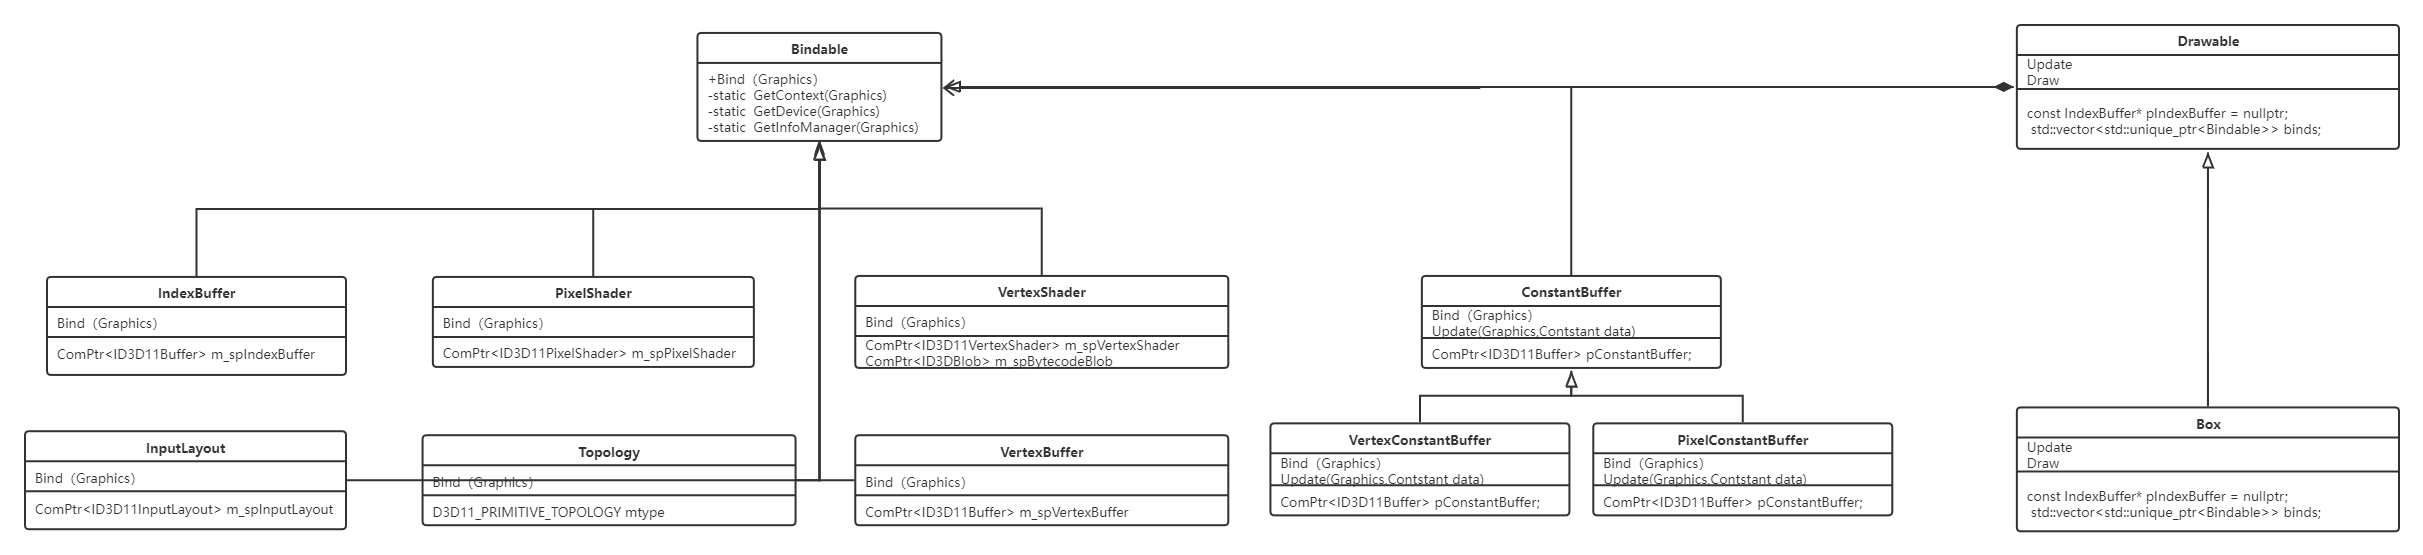 Bindable
+Bind（Graphics）
-static GetContext(Graphics)
-static GetDevice(Graphics)
-static GetInfoManager(Graphics)
Drawable
Update
Draw
const IndexBuffer* pIndexBuffer = nullptr;
std::vector<std::unique_ptr<Bindable>> binds;
IndexBuffer
Bind（Graphics）
ComPtr<ID3D11Buffer> m_spIndexBuffer
PixelShader
Bind（Graphics）
ComPtr<ID3D11PixelShader> m_spPixelShader
VertexShader
Bind（Graphics）
ComPtr<ID3D11VertexShader> m_spVertexShader
ComPtr<ID3DBlob> m_spBytecodeBlob
ConstantBuffer
Bind（Graphics）
Update(Graphics,Contstant data)
ComPtr<ID3D11Buffer> pConstantBuffer;
InputLayout
Bind（Graphics）
ComPtr<ID3D11InputLayout> m_spInputLayout
Topology
Bind（Graphics）
D3D11_PRIMITIVE_TOPOLOGY mtype
VertexBuffer
Bind（Graphics）
ComPtr<ID3D11Buffer> m_spVertexBuffer
VertexConstantBuffer
Bind（Graphics）
Update(Graphics,Contstant data)
ComPtr<ID3D11Buffer> pConstantBuffer;
PixelConstantBuffer
Bind（Graphics）
Update(Graphics,Contstant data)
ComPtr<ID3D11Buffer> pConstantBuffer;
Box
Update
Draw
const IndexBuffer* pIndexBuffer = nullptr;
std::vector<std::unique_ptr<Bindable>> binds;